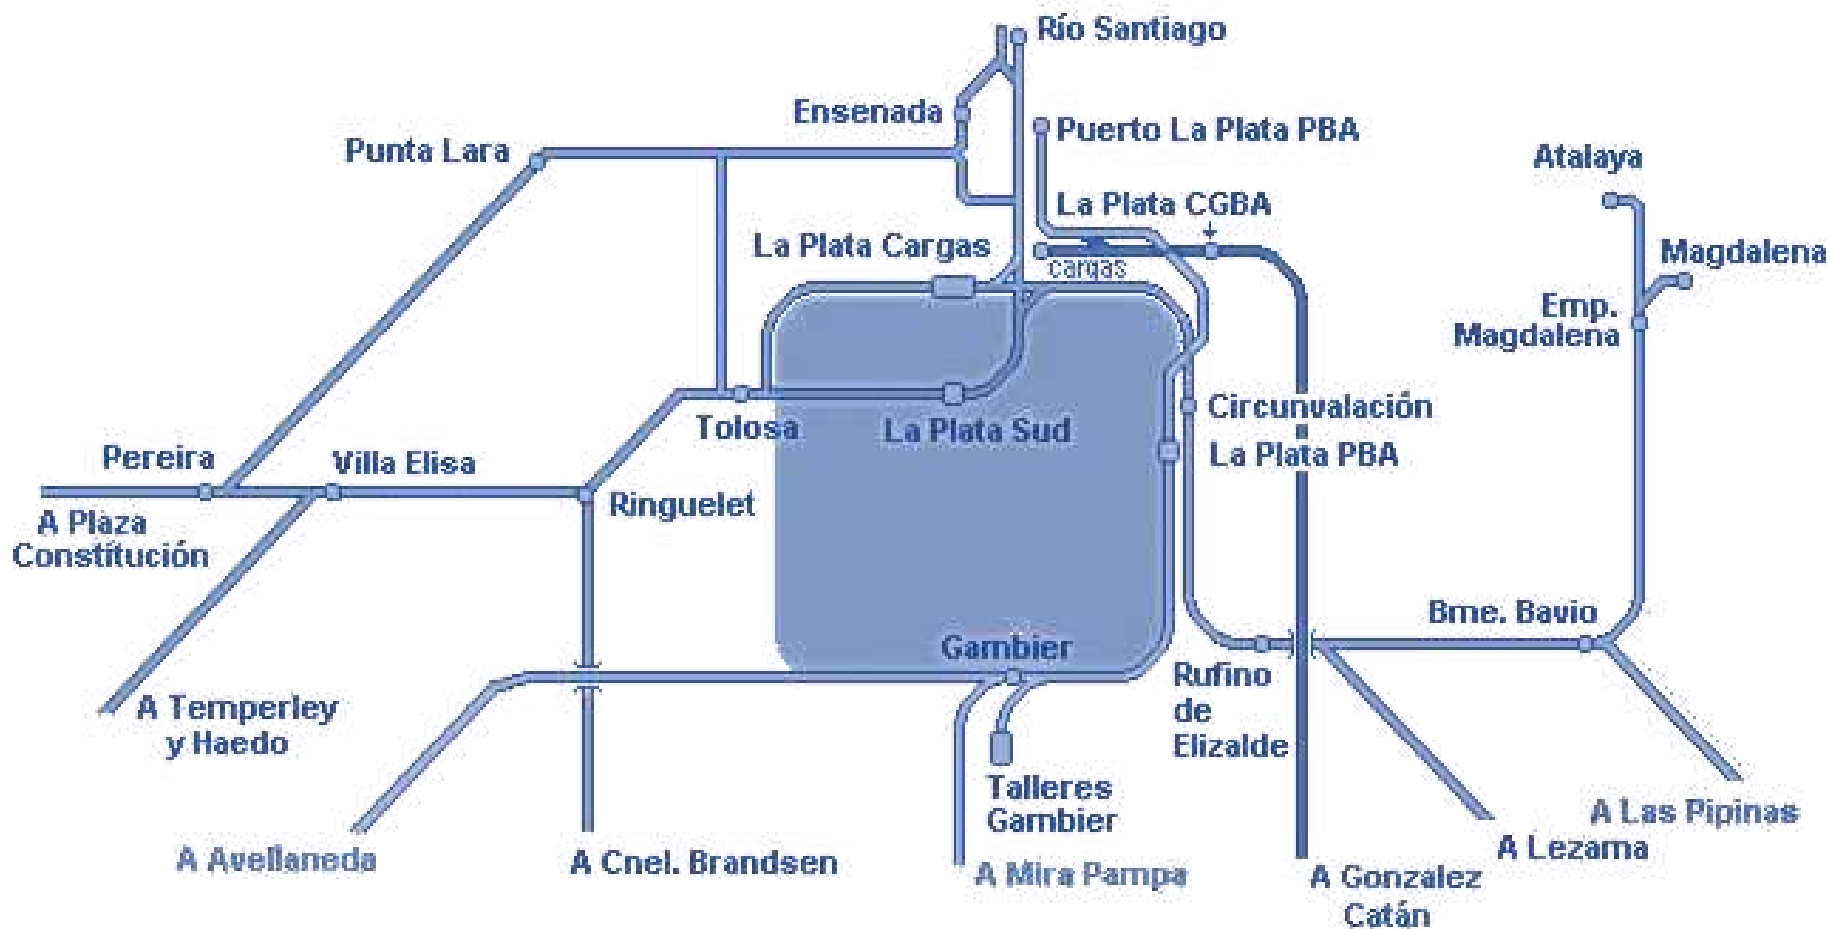 Río Santiago
Ensenada
Puerto La Plata PBA
Punta Lara
Atalaya
La Plata CGBA
La Plata Cargas
Magdalena
cargas
Emp.
Magdalena
Circunvalación
Tolosa
La Plata Sud
La Plata PBA
Pereira
Villa Elisa
Ringuelet
A Plaza
Constitución
Bme. Bavio
Gambier
Rufino
de
Elizalde
A Temperley
y Haedo
Talleres
Gambier
A Las Pipinas
A Lezama
A Avellaneda
A Cnel. Brandsen
A Mira Pampa
A Gonzalez
Catán